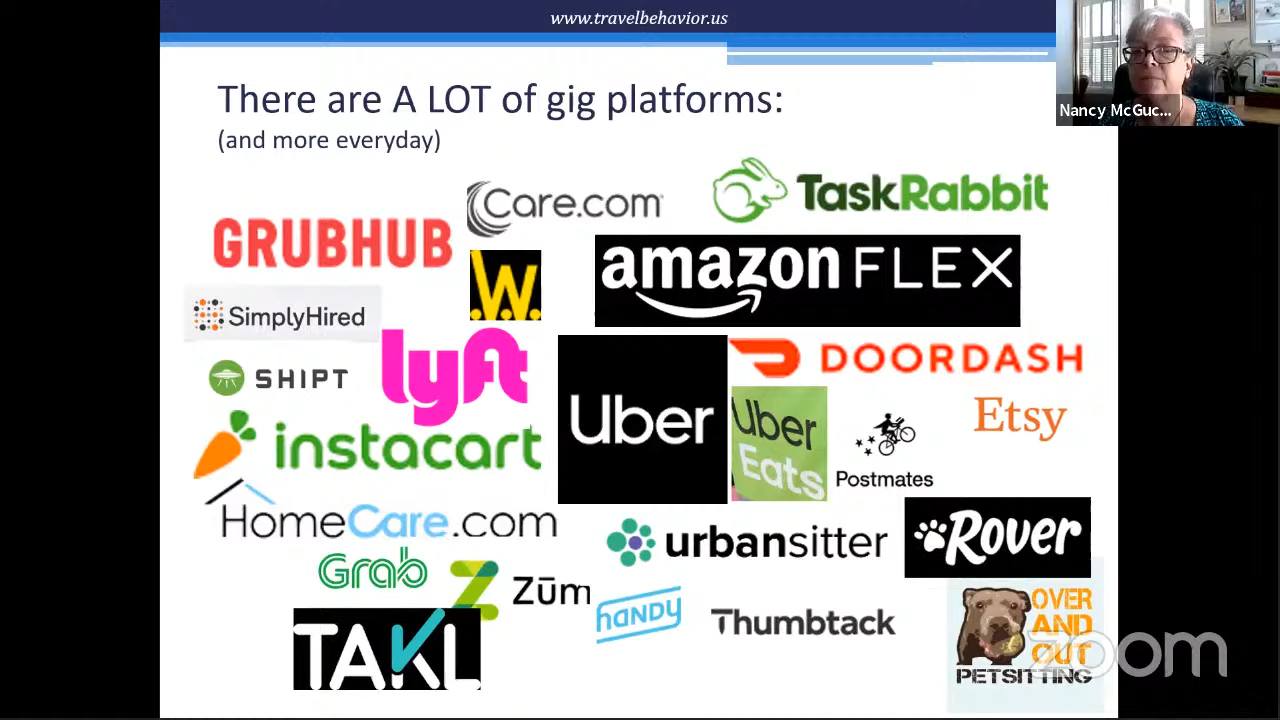 www.travelbehavior.us
Nancy McGuc...
There are A LOT of gig platforms:
(and more everyday)
Care.com
TaskRabbit
GRUBHUB
W.
amazon FLEX
SimplyHired
lyft
DOORDASH
SHIPT
Uber
Uber
Eats
Etsy
instacart
Postmates
HomeCare.com
urbansitter
Rover
Grab
Zūm
HANDY
Thumbtack
TAKL
OVER
AND
OUT
PETSITTING
zoom